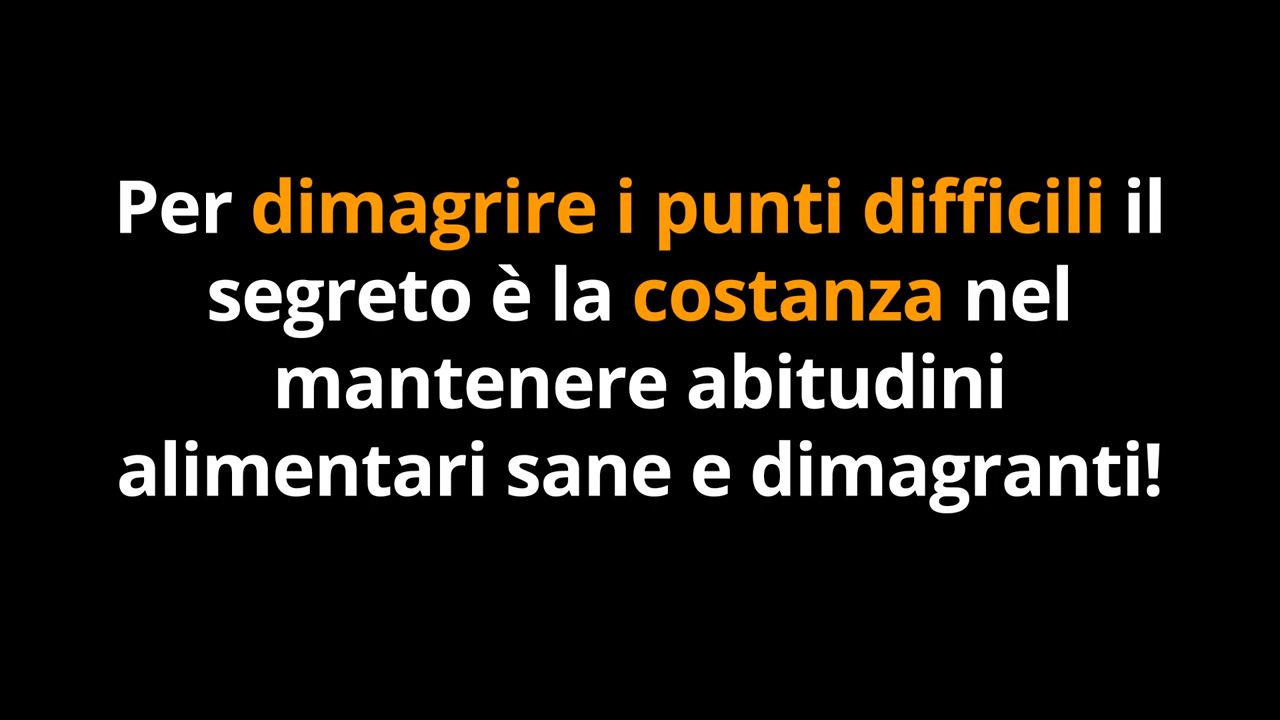 Per dimagrire i punti difficili il
segreto è la costanza nel
mantenere abitudini
alimentari sane e dimagranti!